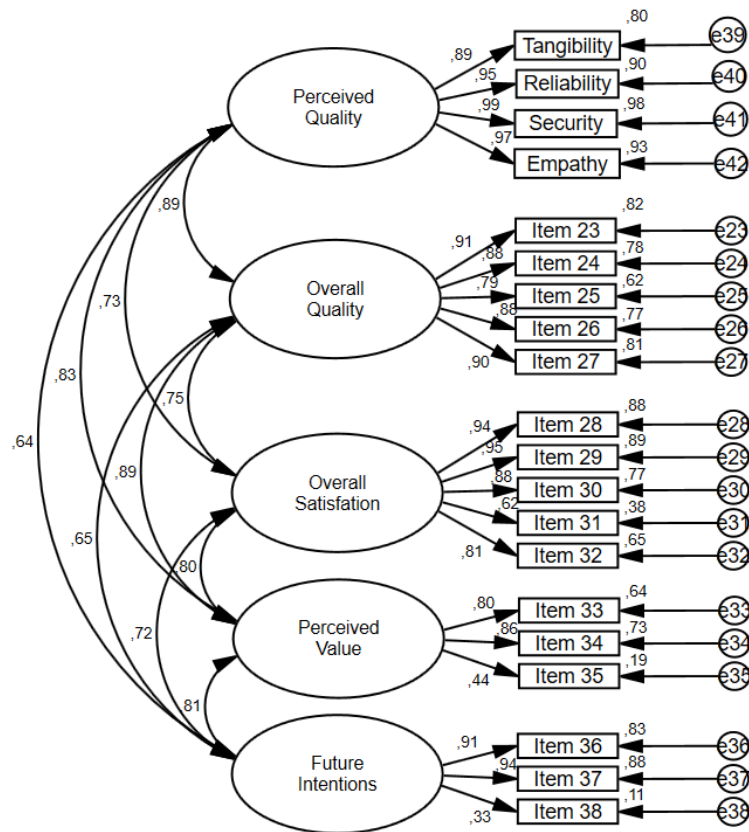 ,80
e39
,89
Tangibility
,90
e40
Perceived
Quality
,95
Reliability
,98
e41
,99
Security
,93
e42
,97
Empathy
,89
,82
e23
,91
Item 23
,78
e24
,88
Item 24
Overall
Quality
,62
e25
,79
Item 25
,73
,77
e26
,88
Item 26
,81
e27
,90
Item 27
,83
,75
,64
,88
e28
,94
Item 28
,89
e29
,95
Item 29
,89
Overall
Satisfation
,77
e30
,88
Item 30
,38
e31
,62
Item 31
,65
,65
e32
,81
Item 32
,80
,64
e33
,80
Item 33
,72
Perceived
Value
,73
e34
,86
Item 34
,19
e35
,44
Item 35
,81
,83
e36
,91
Item 36
Future
Intentions
,88
e37
,94
Item 37
,11
e38
,33
Item 38